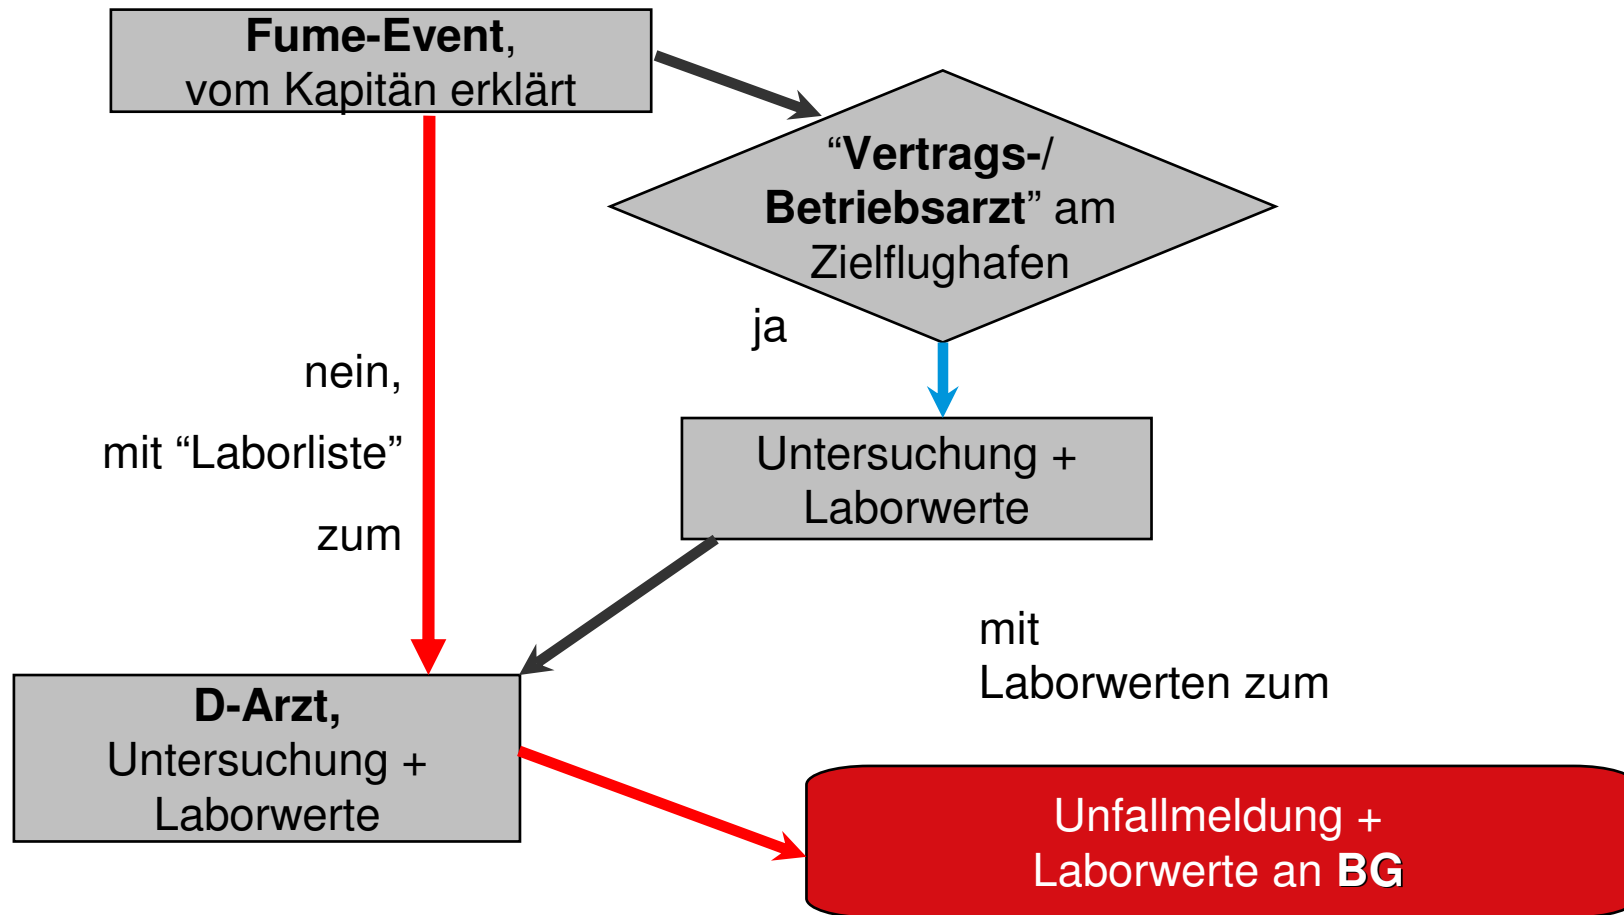 Fume-Event,
vom Kapitän erklärt
“Vertrags-/
Betriebsarzt” am
Zielflughafen
ja
nein,
mit “Laborliste”
zum
Untersuchung +
Laborwerte
mit
Laborwerten zum
D-Arzt,
Untersuchung +
Laborwerte
Unfallmeldung +
Laborwerte an BG